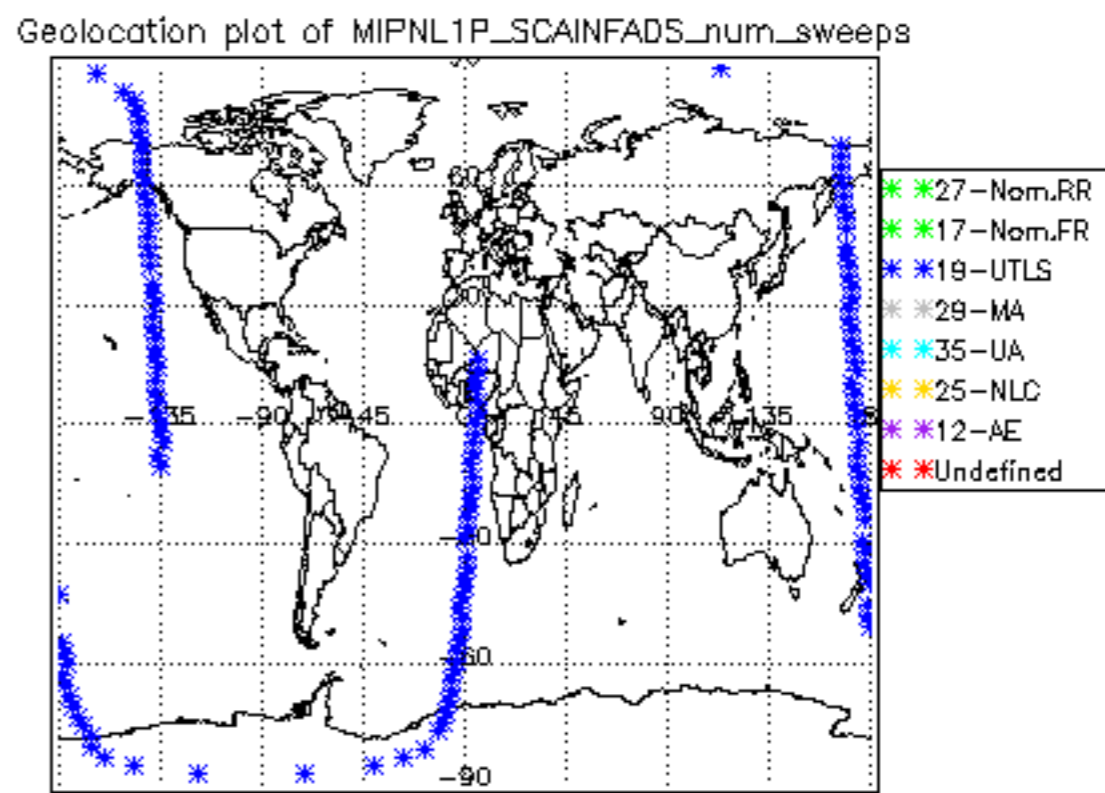 Geolocation plot of MIPNL1P_SCAINFADS_num_sweeps
60
27-Nom.RR
17-Nom.FR
19-UTLS
29-MA
35-UA
25-NLC
12-AE
Undefined
-135
-90
-45
90
135
-60
-90